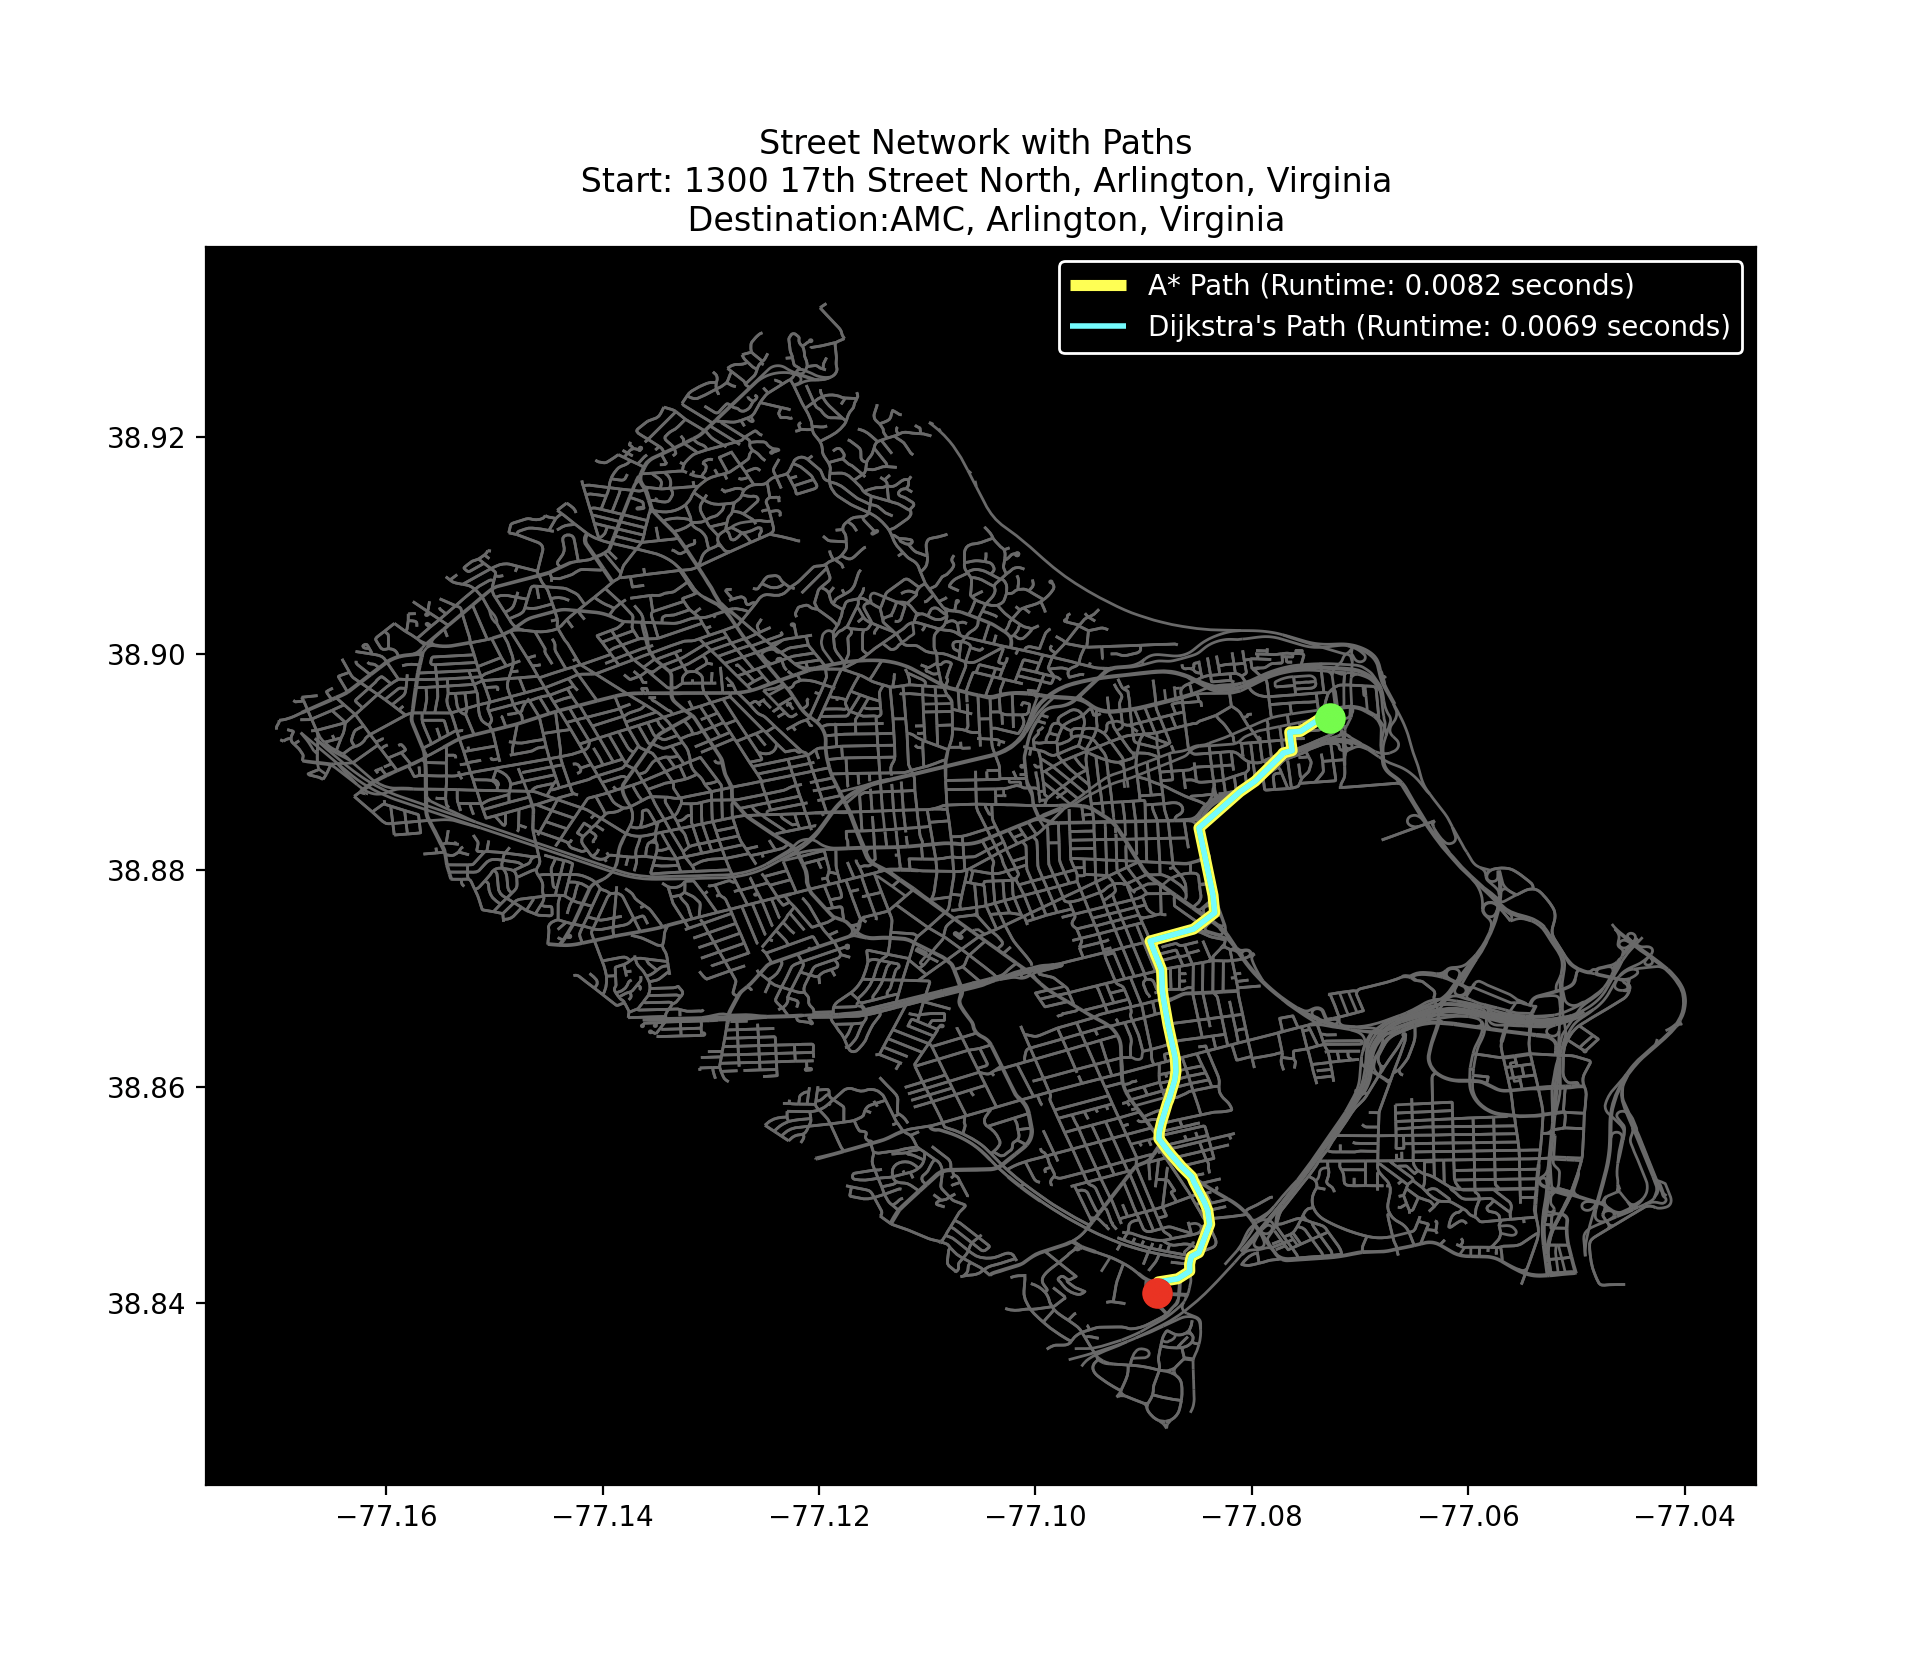 Street Network with Paths
Start: 1300 17th Street North, Arlington, Virginia
Destination:AMC, Arlington, Virginia
A* Path (Runtime: 0.0082 seconds)
Dijkstra's Path (Runtime: 0.0069 seconds)
38.92
38.90
38.88
38.86
38.84
−77.16 −77.14 −77.12 −77.10 −77.08 −77.06 −77.04